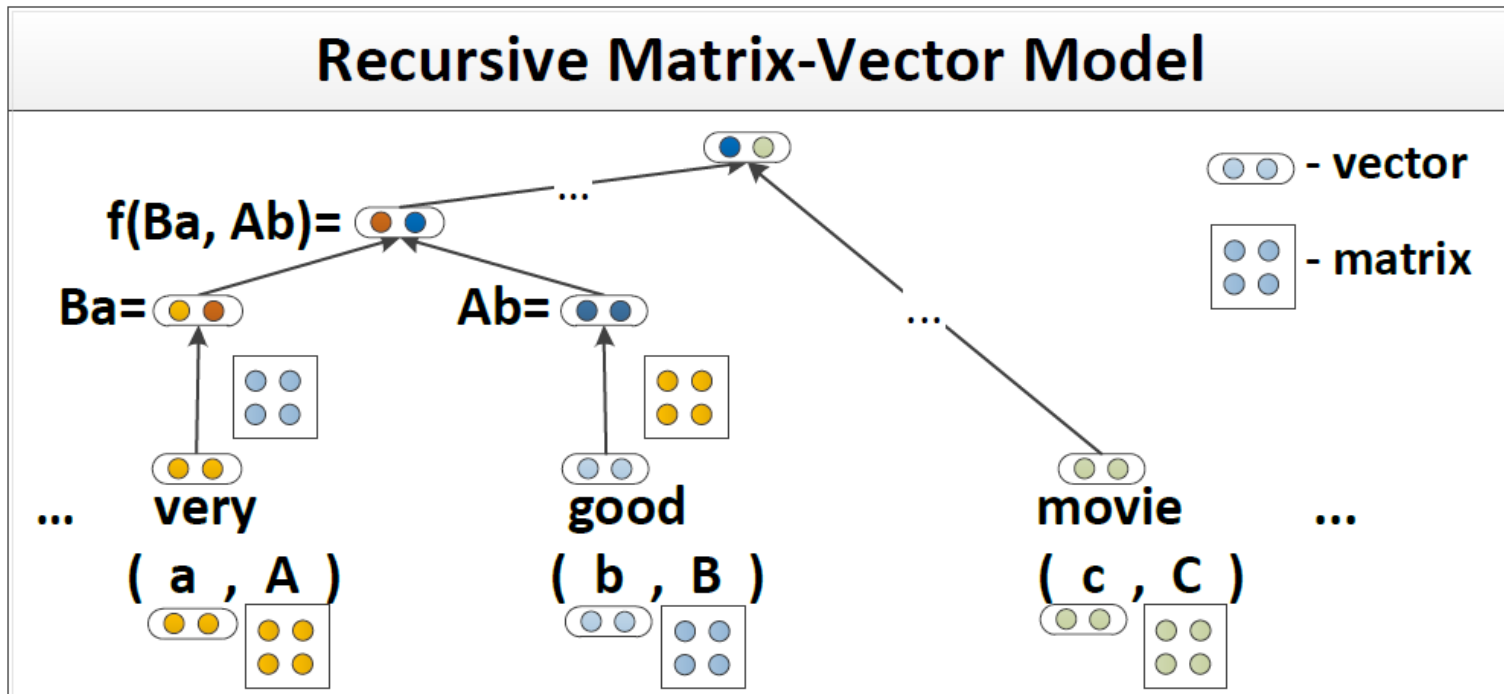 Recursive Matrix-Vector Model
...
- vector
f(Ba, Ab)=
- matrix
Ba=
Ab=
...
... very good movie ...
( a , A ) ( b , B ) ( c , C )